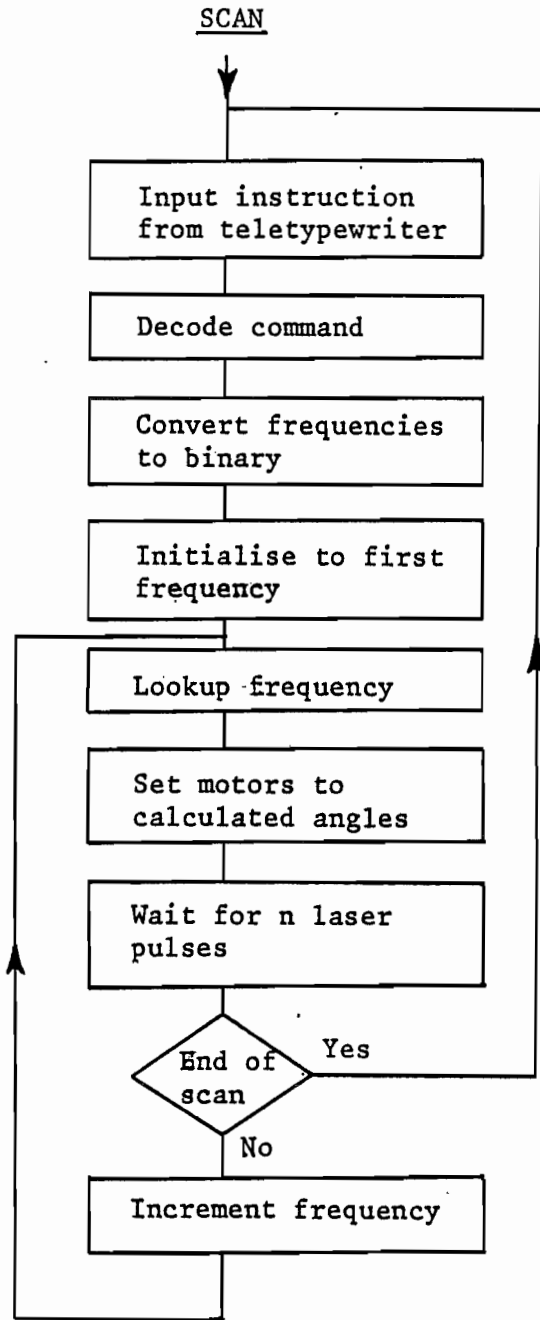 SCAN
Input instruction
from teletypewriter
Decode command
Convert frequencies
to binary
Initialise to first
frequency
Lookup frequency
Set motors to
calculated angles
Wait for n laser
pulses
End of
scan
Yes
No
Increment frequency